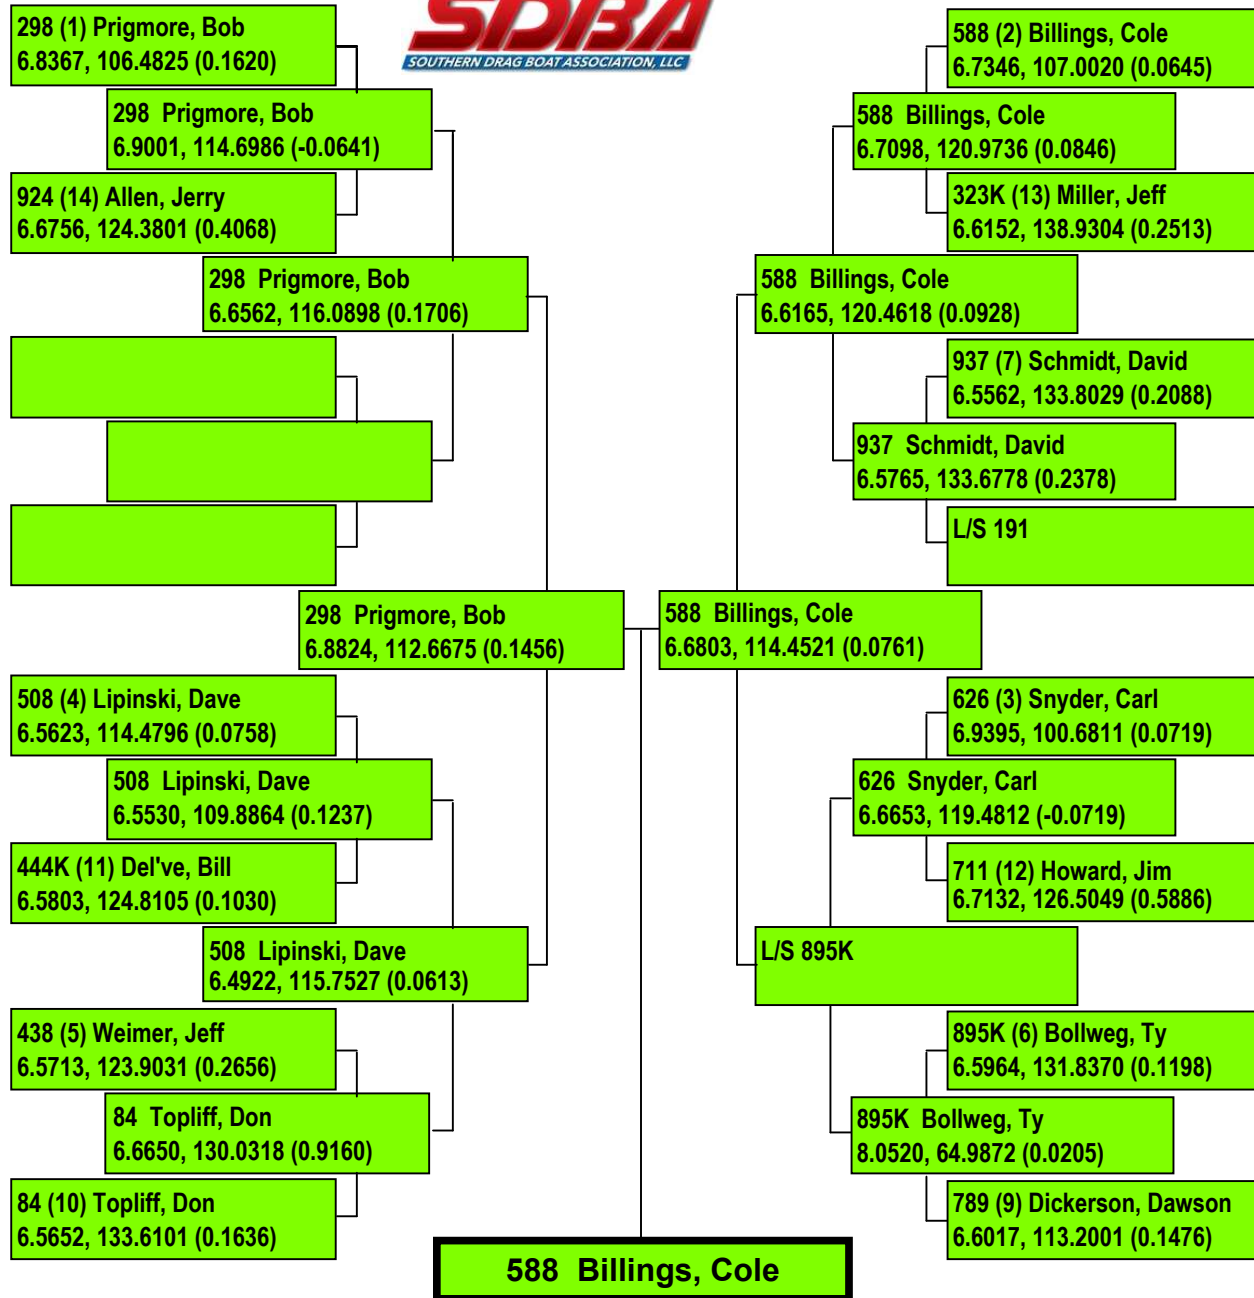 SDBA
SOUTHERN DRAG BOAT ASSOCIATION, LLC
298 (1) Prigmore, Bob
6.8367, 106.4825 (0.1620)
298 Prigmore, Bob
6.9001, 114.6986 (-0.0641)
924 (14) Allen, Jerry
6.6756, 124.3801 (0.4068)
298 Prigmore, Bob
6.6562, 116.0898 (0.1706)
298 Prigmore, Bob
6.8824, 112.6675 (0.1456)
508 (4) Lipinski, Dave
6.5623, 114.4796 (0.0758)
508 Lipinski, Dave
6.5530, 109.8864 (0.1237)
444K (11) Del've, Bill
6.5803, 124.8105 (0.1030)
508 Lipinski, Dave
6.4922, 115.7527 (0.0613)
438 (5) Weimer, Jeff
6.5713, 123.9031 (0.2656)
84 Topliff, Don
6.6650, 130.0318 (0.9160)
84 (10) Topliff, Don
6.5652, 133.6101 (0.1636)
588 (2) Billings, Cole
6.7346, 107.0020 (0.0645)
588 Billings, Cole
6.7098, 120.9736 (0.0846)
323K (13) Miller, Jeff
6.6152, 138.9304 (0.2513)
588 Billings, Cole
6.6165, 120.4618 (0.0928)
937 (7) Schmidt, David
6.5562, 133.8029 (0.2088)
937 Schmidt, David
6.5765, 133.6778 (0.2378)
L/S 191
588 Billings, Cole
6.6803, 114.4521 (0.0761)
626 (3) Snyder, Carl
6.9395, 100.6811 (0.0719)
626 Snyder, Carl
6.6653, 119.4812 (-0.0719)
711 (12) Howard, Jim
6.7132, 126.5049 (0.5886)
L/S 895K
895K (6) Bollweg, Ty
6.5964, 131.8370 (0.1198)
895K Bollweg, Ty
8.0520, 64.9872 (0.0205)
789 (9) Dickerson, Dawson
6.6017, 113.2001 (0.1476)
588 Billings, Cole